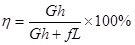 η = Gh / (Gh + fL) × 100%